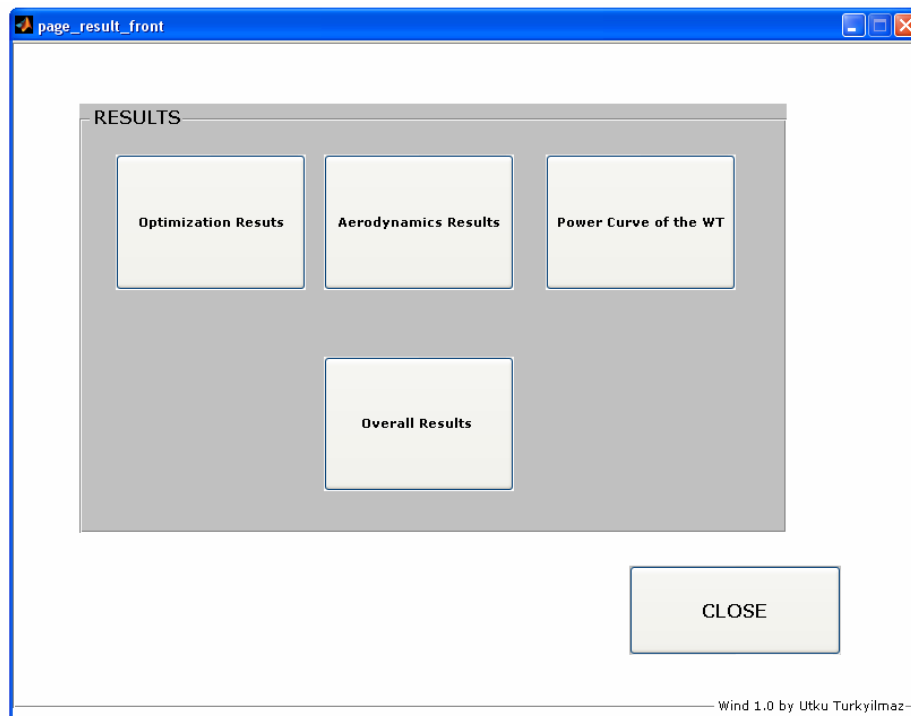 page_result_front
RESULTS
Optimization Resuts
Aerodynamics Results
Power Curve of the WT
Overall Results
CLOSE
Wind 1.0 by Utku Turkyilmaz